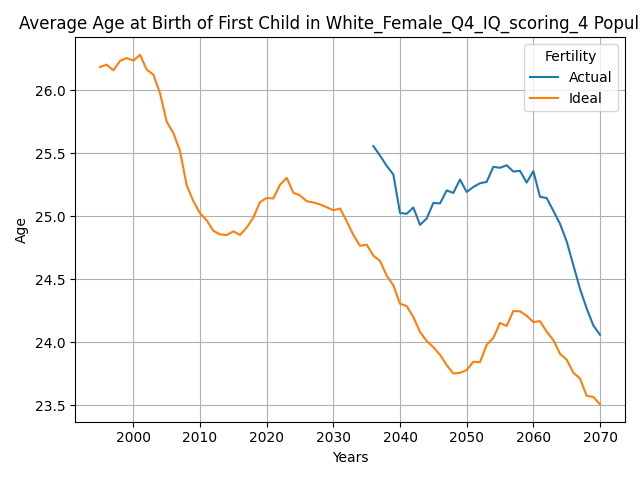 Average Age at Birth of First Child in White_Female_Q4_IQ_scoring_4 Popul
Fertility
Actual
Ideal
26.0
25.5
25.0
24.5
24.0
23.5
Age
2000 2010 2020 2030 2040 2050 2060 2070
Years